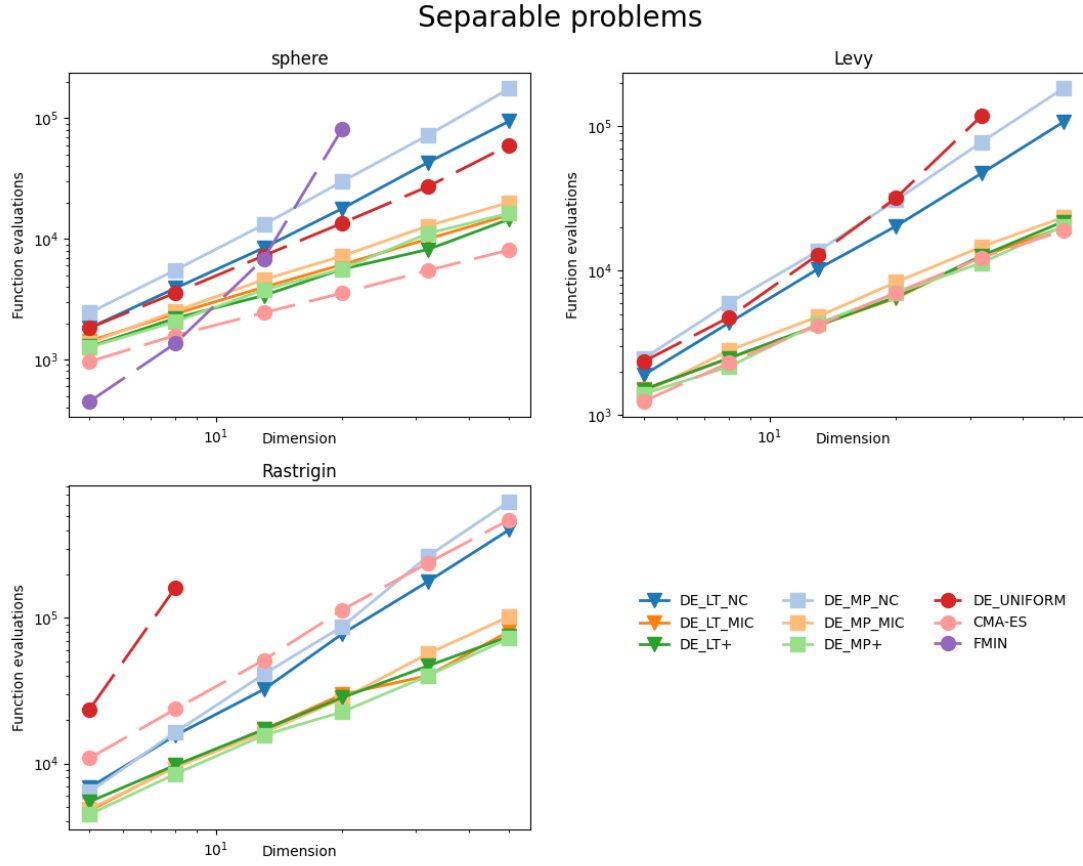 Separable problems
sphere
Function evaluations
10^5
10^4
10^3
10^1
Dimension
Levy
Function evaluations
10^5
10^4
10^3
10^1
Dimension
Rastrigin
Function evaluations
10^5
10^4
10^1
Dimension
DE_LT_NC
DE_LT_MIC
DE_LT+
DE_MP_NC
DE_MP_MIC
DE_MP+
DE_UNIFORM
CMA-ES
FMIN